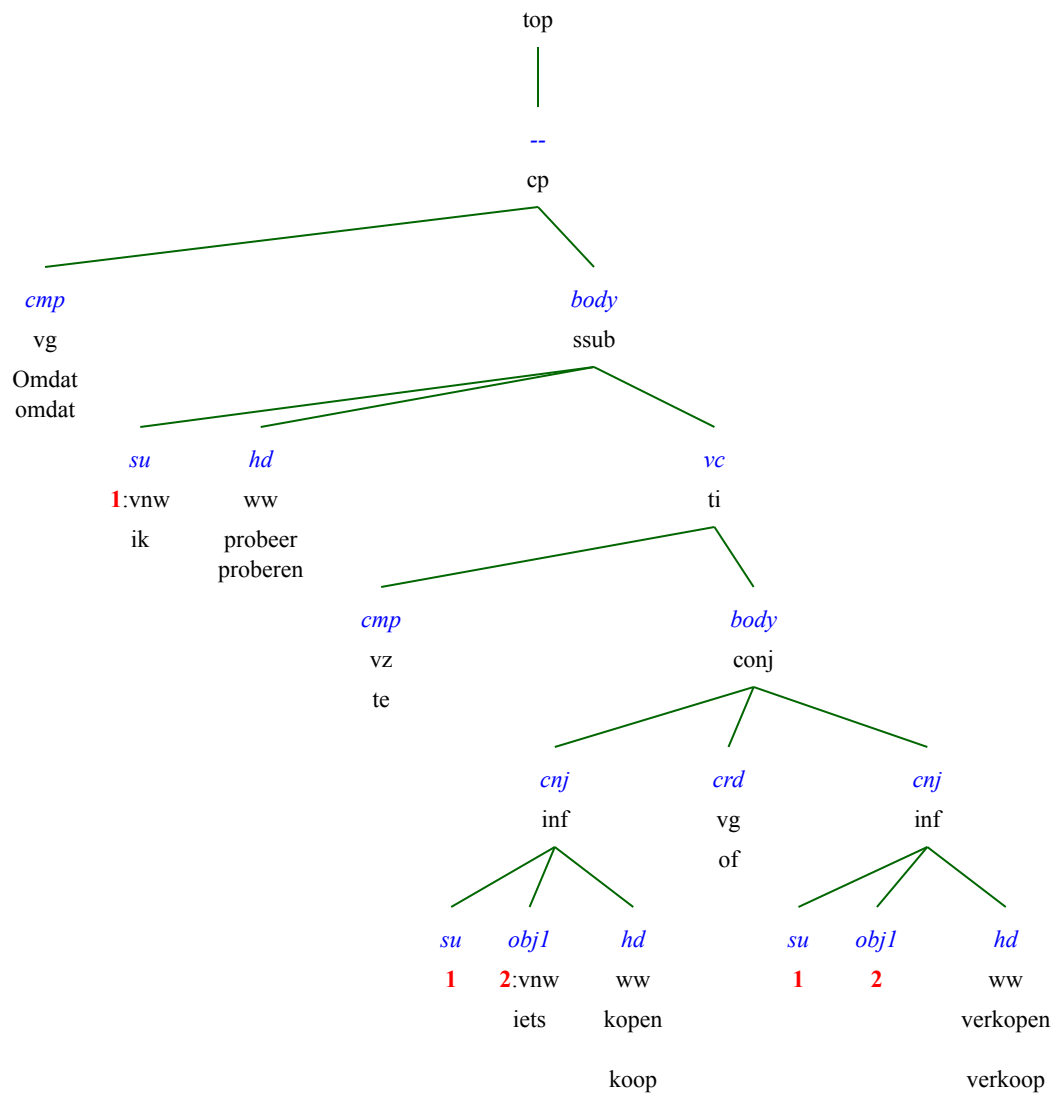 top
--
cp
cmp body
vg ssub
Omdat
omdat
su hd vc
1:vnw ww ti
ik probeer
proberen
cmp body
vz conj
te
cnj crd cnj
inf vg inf
of
su obj1 hd su obj1 hd
1 2:vnw ww 1 2 ww
iets kopen verkopen
koop verkoop